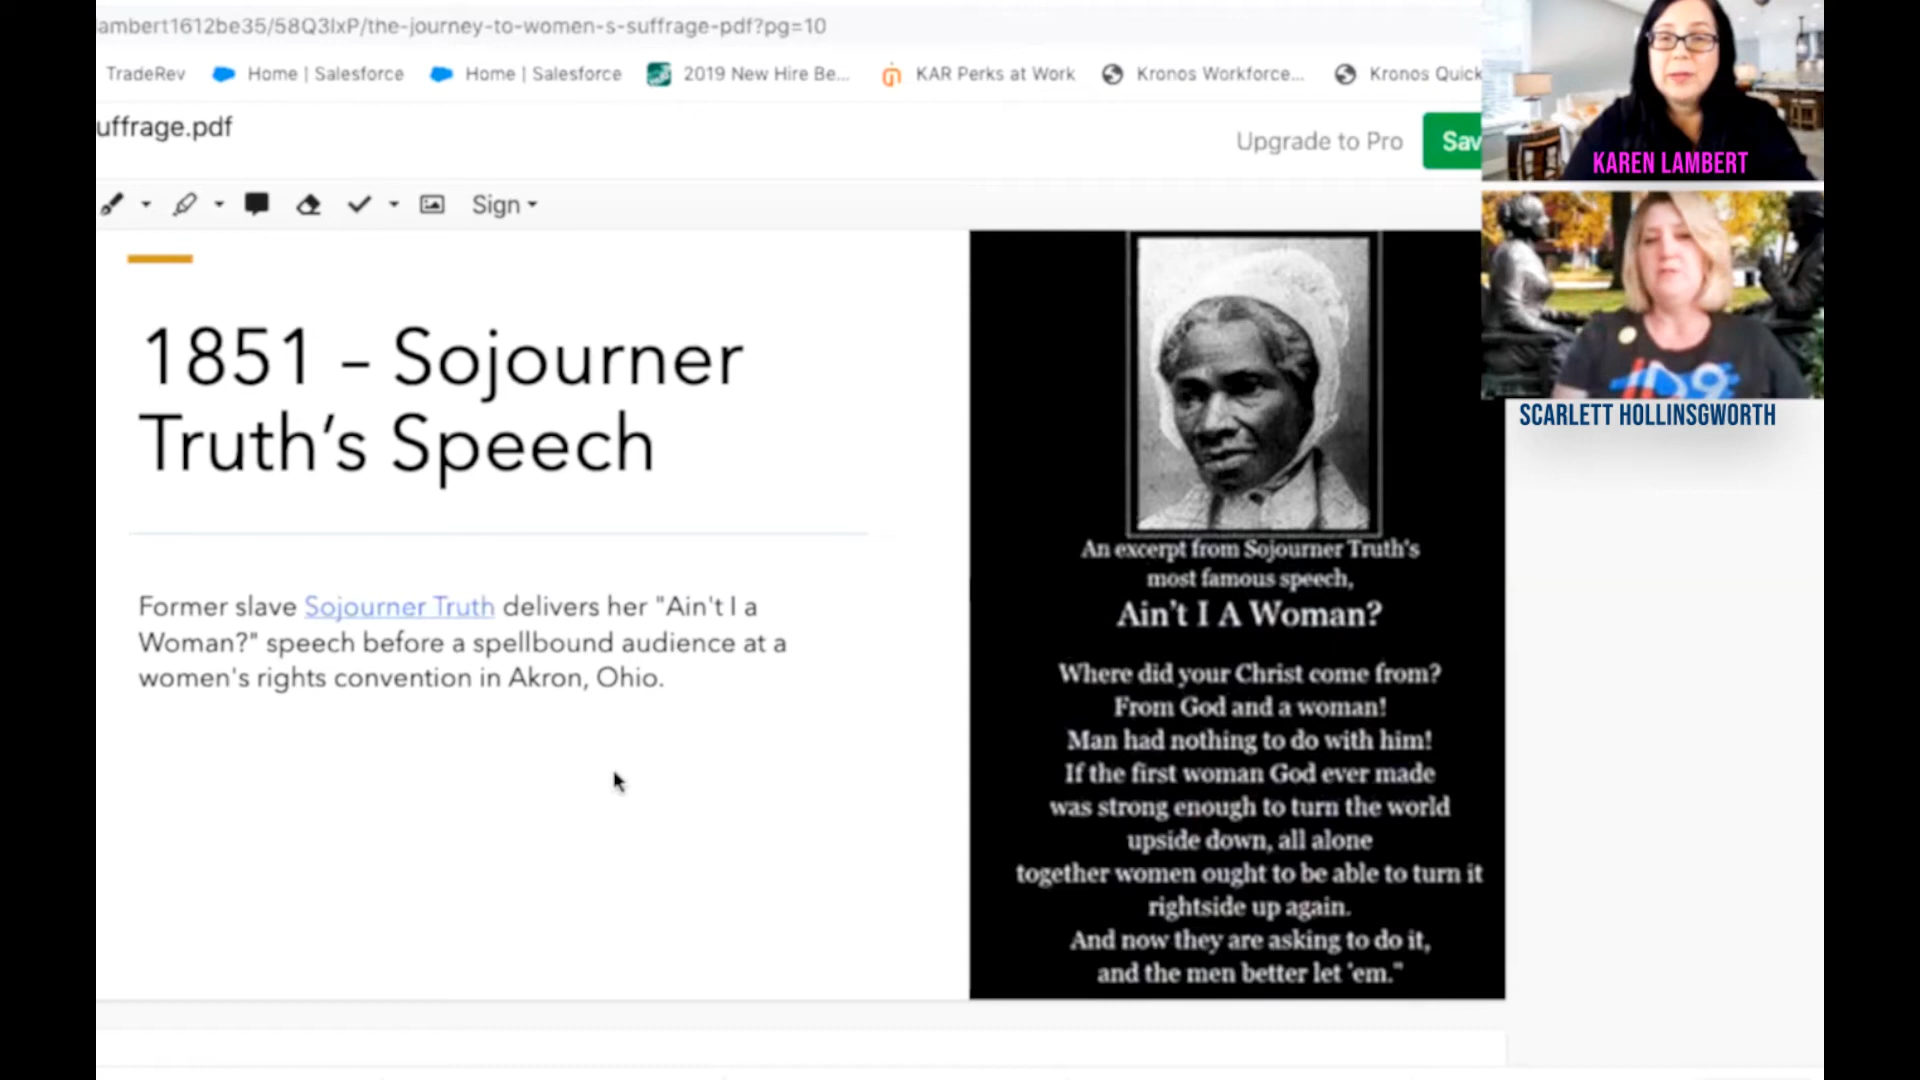 ambert1612be35/58Q3IxP/the-journey-to-women-s-suffrage-pdf?pg=10
TradeRev Home | Salesforce Home | Salesforce 2019 New Hire Be... KAR Perks at Work Kronos Workforce... Kronos Quick
uffrage.pdf
Upgrade to Pro Sav
Sign
KAREN LAMBERT
SCARLETT HOLLINSGWORTH
1851 – Sojourner
Truth's Speech
Former slave Sojourner Truth delivers her "Ain't I a
Woman?" speech before a spellbound audience at a
women's rights convention in Akron, Ohio.
An excerpt from Sojourner Truth's
most famous speech,
Ain't I A Woman?
Where did your Christ come from?
From God and a woman!
Man had nothing to do with him!
If the first woman God ever made
was strong enough to turn the world
upside down, all alone
together women ought to be able to turn it
rightside up again.
And now they are asking to do it,
and the men better let 'em."